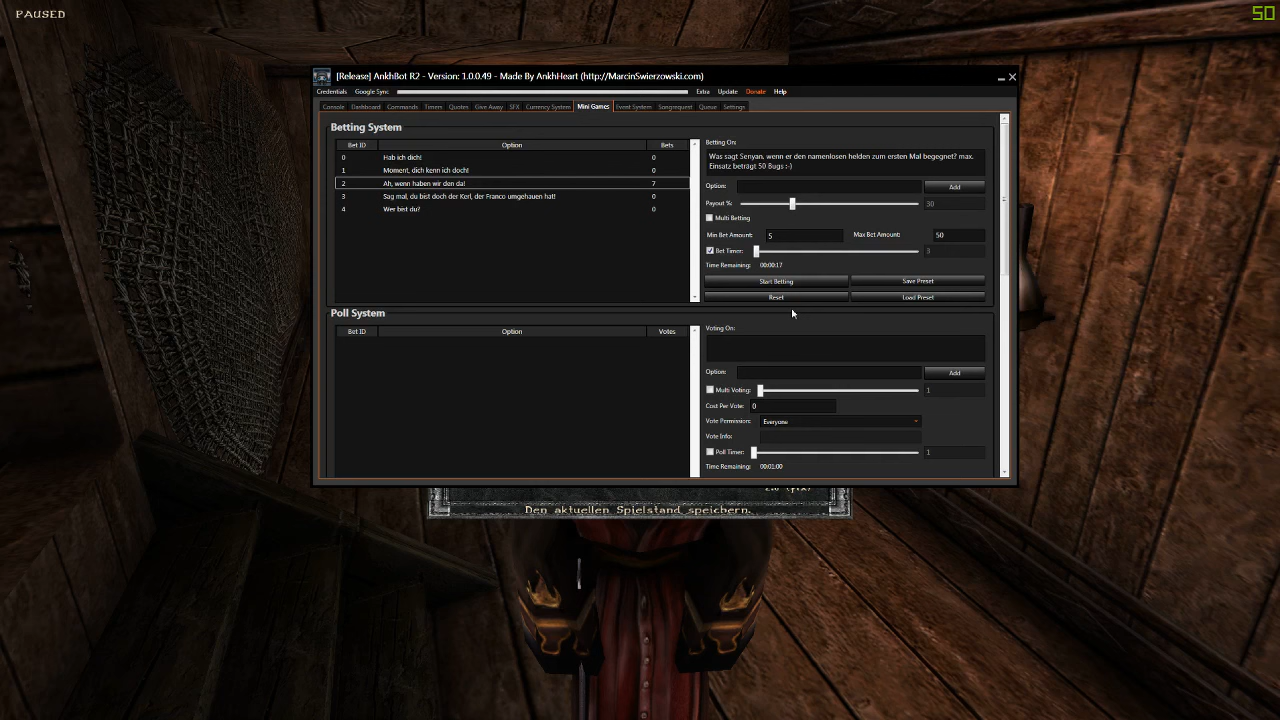 PAUSED
50
[Release] AnkhBot R2 - Version: 1.0.0.49 - Made By AnkhHeart (http://MarcinSwierzowski.com)
Credentials Google Sync Extra Update Donate Help
Console Dashboard Commands Timers Quotes Give Away SFX Currency System Mini Games Event System Songrequest Queue Settings
Betting System
Bet ID Option Bets
0 Hab ich dich! 0
1 Moment, dich kenn ich doch! 0
2 Ah, wenn haben wir den da! 7
3 Sag mal, du bist doch der Kerl, der Franco umgehauen hat! 0
4 Wer bist du? 0
Betting On:
Was sagt Senyan, wenn er den namenlosen helden zum ersten Mal begegnet? max.
Einsatz beträgt 50 Bugs :-)
Option: Add
Payout %: 30
Multi Betting
Min Bet Amount: 5 Max Bet Amount: 50
Bet Timer: 3
Time Remaining: 00:00:17
Start Betting Save Preset
Reset Load Preset
Poll System
Bet ID Option Votes
Voting On:
Option: Add
Multi Voting: 1
Cost Per Vote: 0
Vote Permission: Everyone
Vote Info:
Poll Timer: 1
Time Remaining: 00:01:00
Den aktuellen Spielstand speichern.